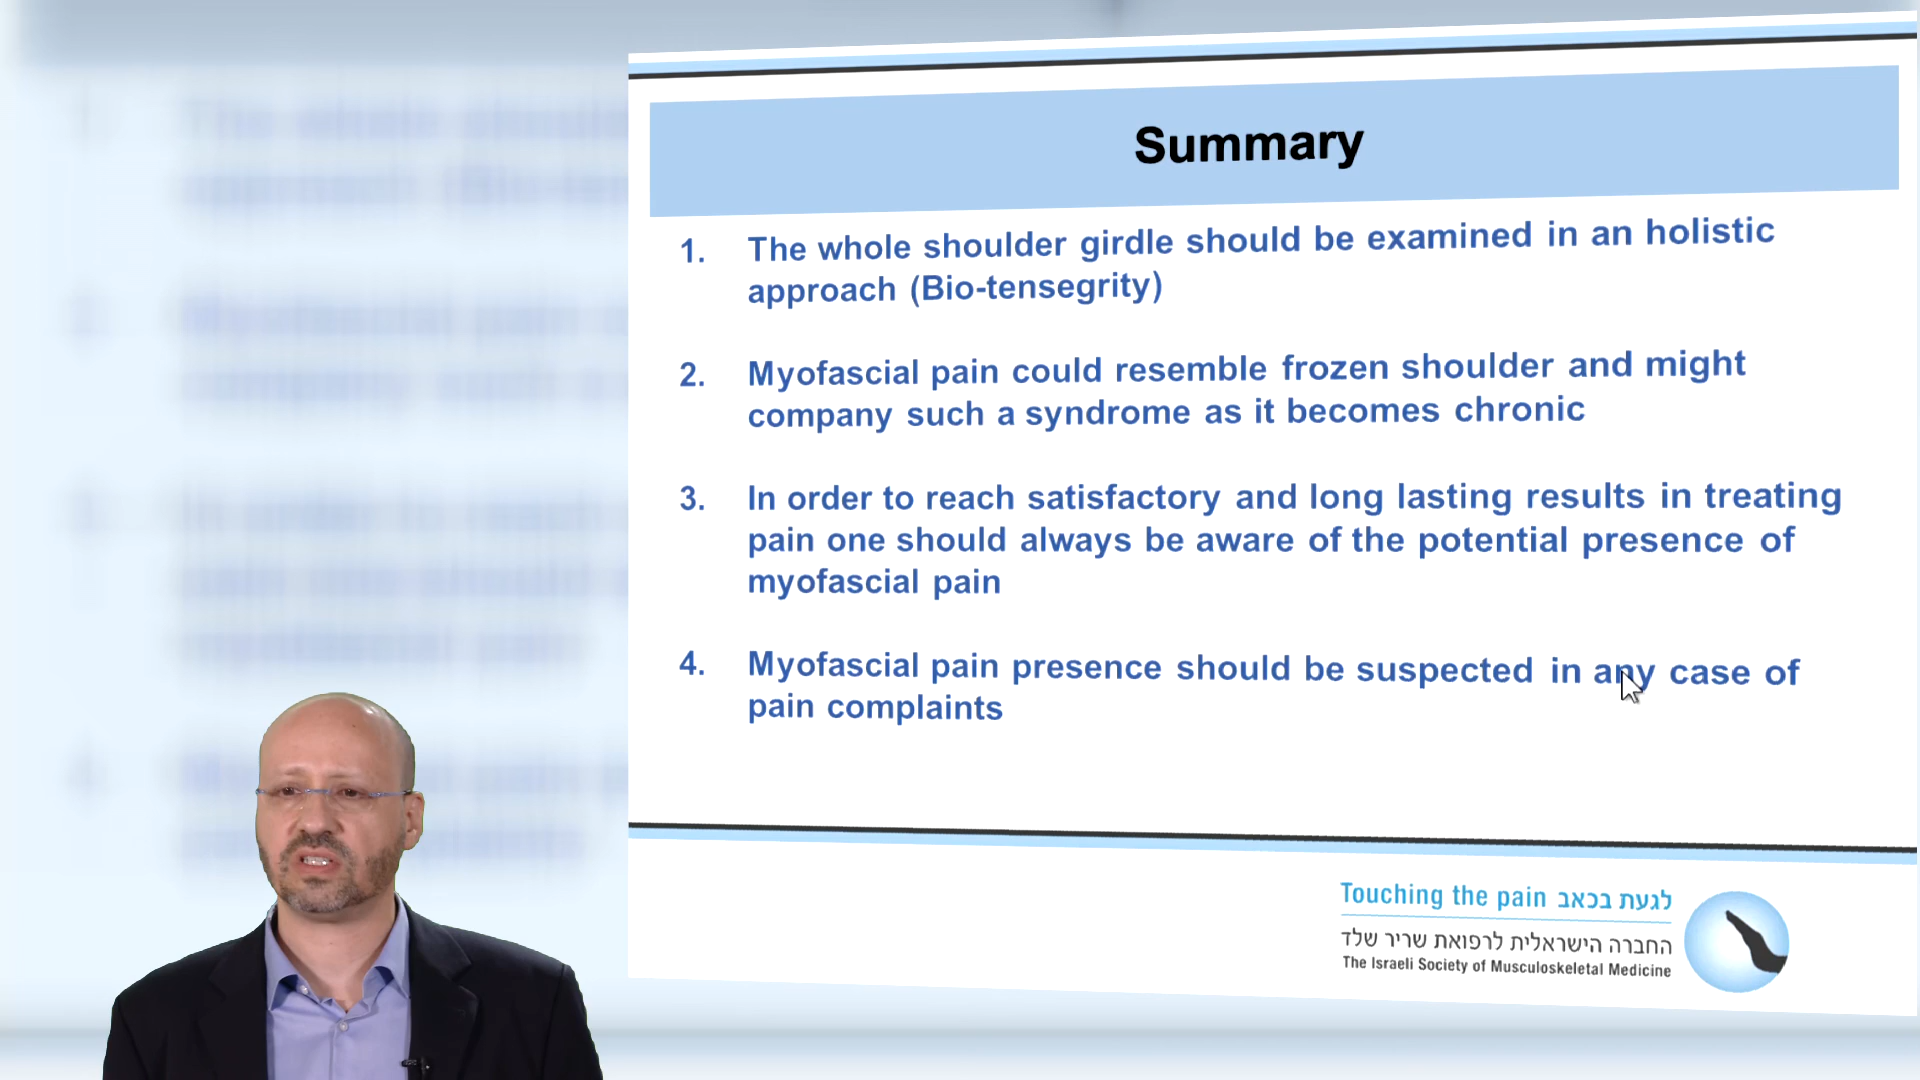 Summary
1. The whole shoulder girdle should be examined in an holistic
approach (Bio-tensegrity)
2. Myofascial pain could resemble frozen shoulder and might
company such a syndrome as it becomes chronic
3. In order to reach satisfactory and long lasting results in treating
pain one should always be aware of the potential presence of
myofascial pain
4. Myofascial pain presence should be suspected in any case of
pain complaints
Touching the pain לגעת בכאב
החברה הישראלית לרפואת שריר שלד
The Israeli Society of Musculoskeletal Medicine